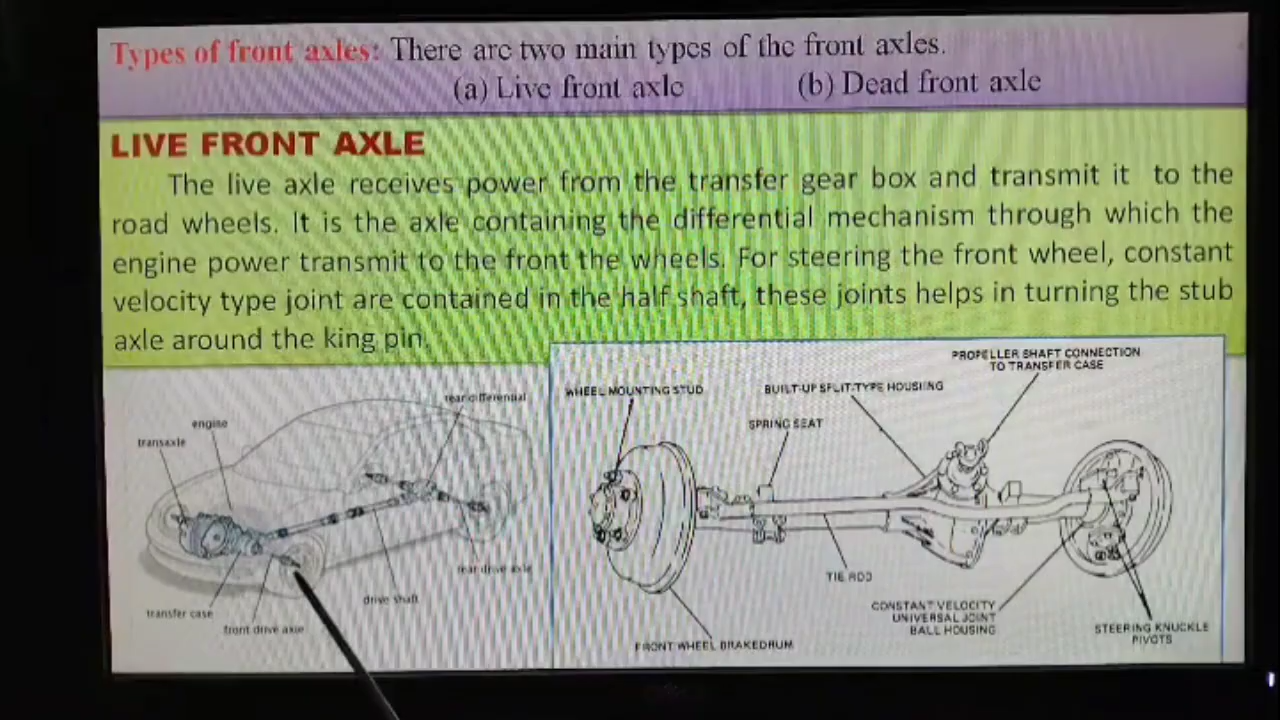 Types of front axles: There are two main types of the front axles.
(a) Live front axle (b) Dead front axle
LIVE FRONT AXLE
The live axle receives power from the transfer gear box and transmit it to the
road wheels. It is the axle containing the differential mechanism through which the
engine power transmit to the front the wheels. For steering the front wheel, constant
velocity type joint are contained in the half shaft, these joints helps in turning the stub
axle around the king pin.
rear differential
engine
transaxle
rear drive axle
drive shaft
transfer case
front drive axle
PROPELLER SHAFT CONNECTION
TO TRANSFER CASE
WHEEL MOUNTING STUD
BUILT-UP SPLIT-TYPE HOUSING
SPRING SEAT
TIE ROD
CONSTANT VELOCITY
UNIVERSAL JOINT
BALL HOUSING
STEERING KNUCKLE
PIVOTS
FRONT WHEEL BRAKEDRUM